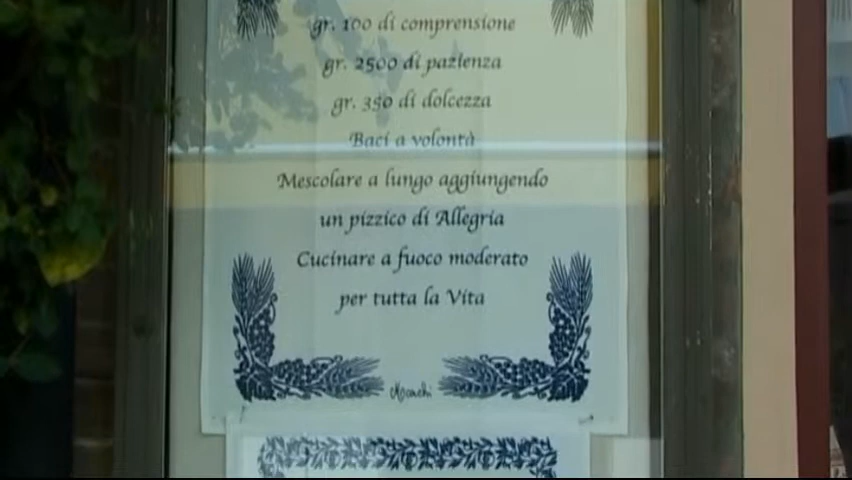 gr. 100 di comprensione
gr. 2500 di pazienza
gr. 350 di dolcezza
Baci a volontà
Mescolare a lungo aggiungendo
un pizzico di Allegria
Cucinare a fuoco moderato
per tutta la Vita